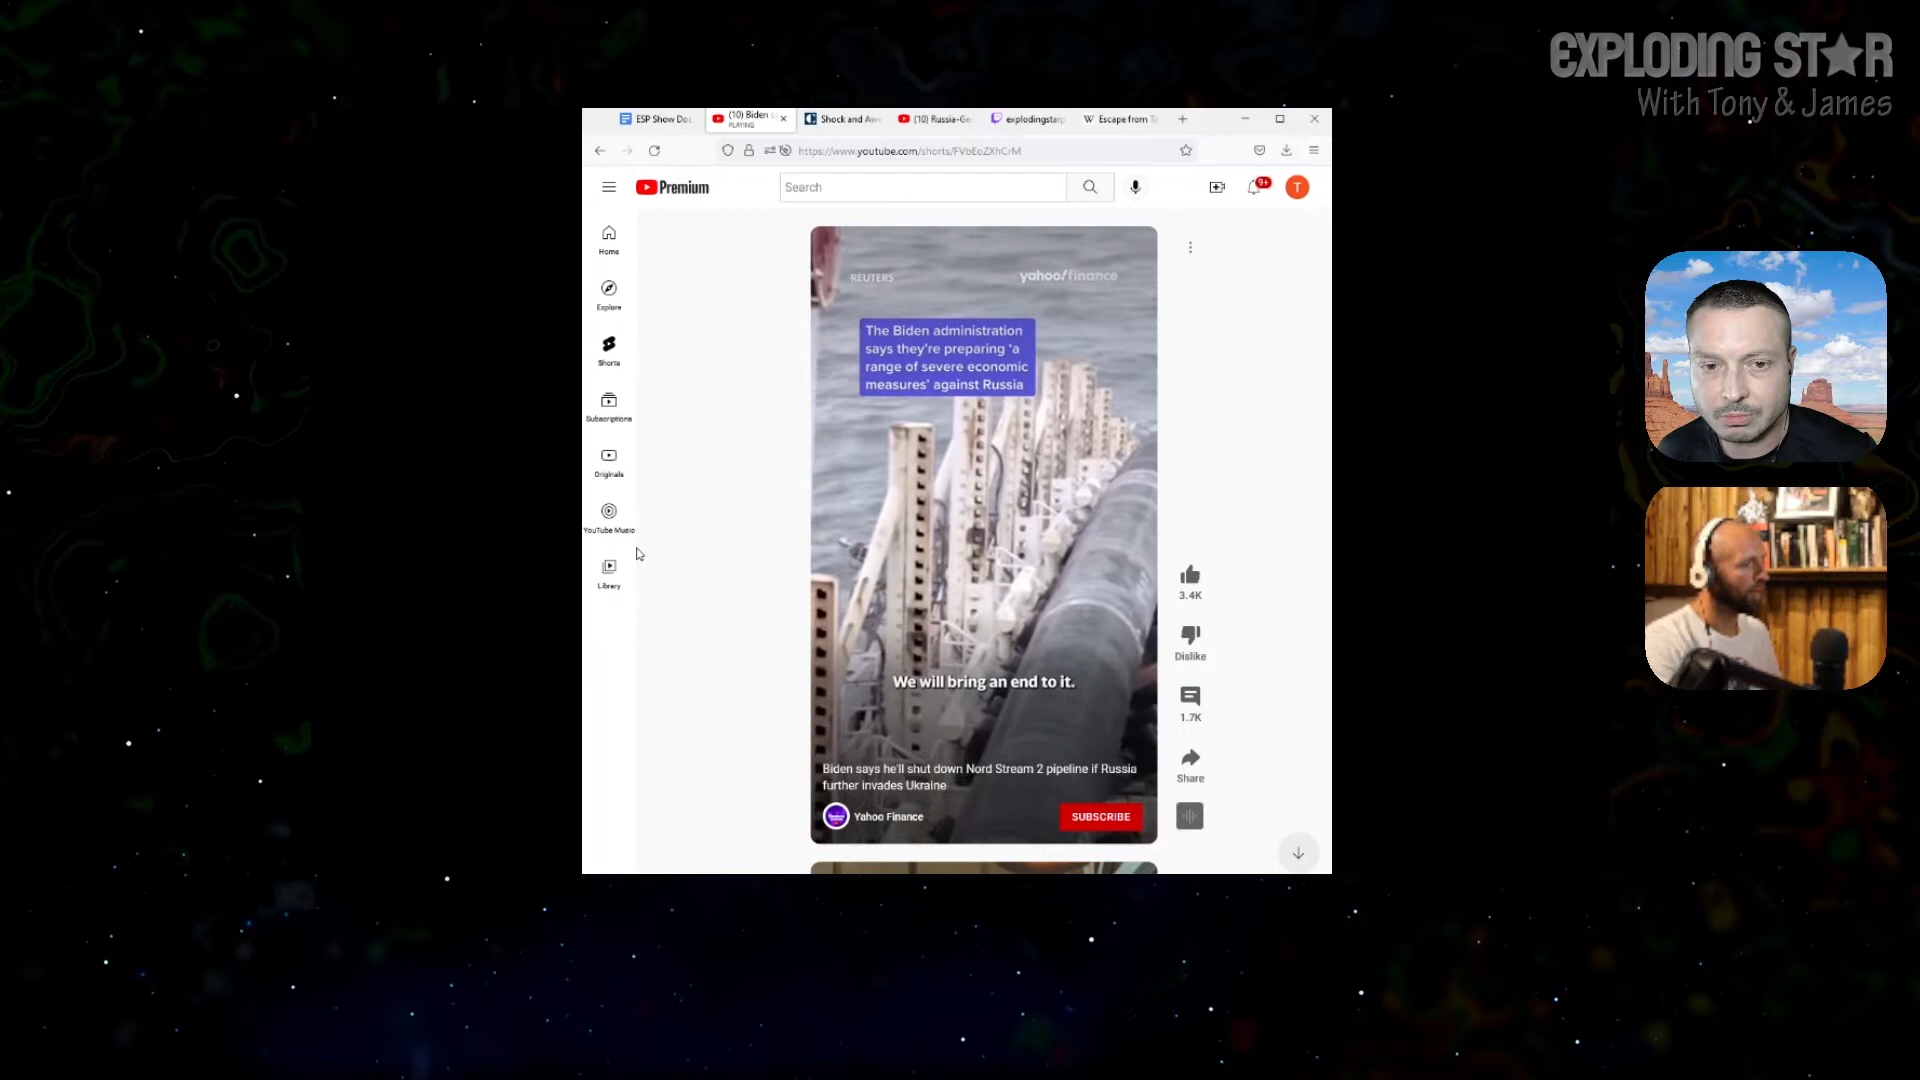 EXPLODING STAR
With Tony & James
ESP Show Doc
(10) Biden s
PLAYING
Shock and Awe
(10) Russia-Ge
explodingstarp
Escape from T
https://www.youtube.com/shorts/FVbEoZXhCrM
Premium
Search
9+
T
Home
Explore
Shorts
Subscriptions
Originals
YouTube Music
Library
REUTERS
yahoo!finance
The Biden administration
says they're preparing 'a
range of severe economic
measures' against Russia
We will bring an end to it.
Biden says he'll shut down Nord Stream 2 pipeline if Russia
further invades Ukraine
Yahoo Finance
SUBSCRIBE
3.4K
Dislike
1.7K
Share